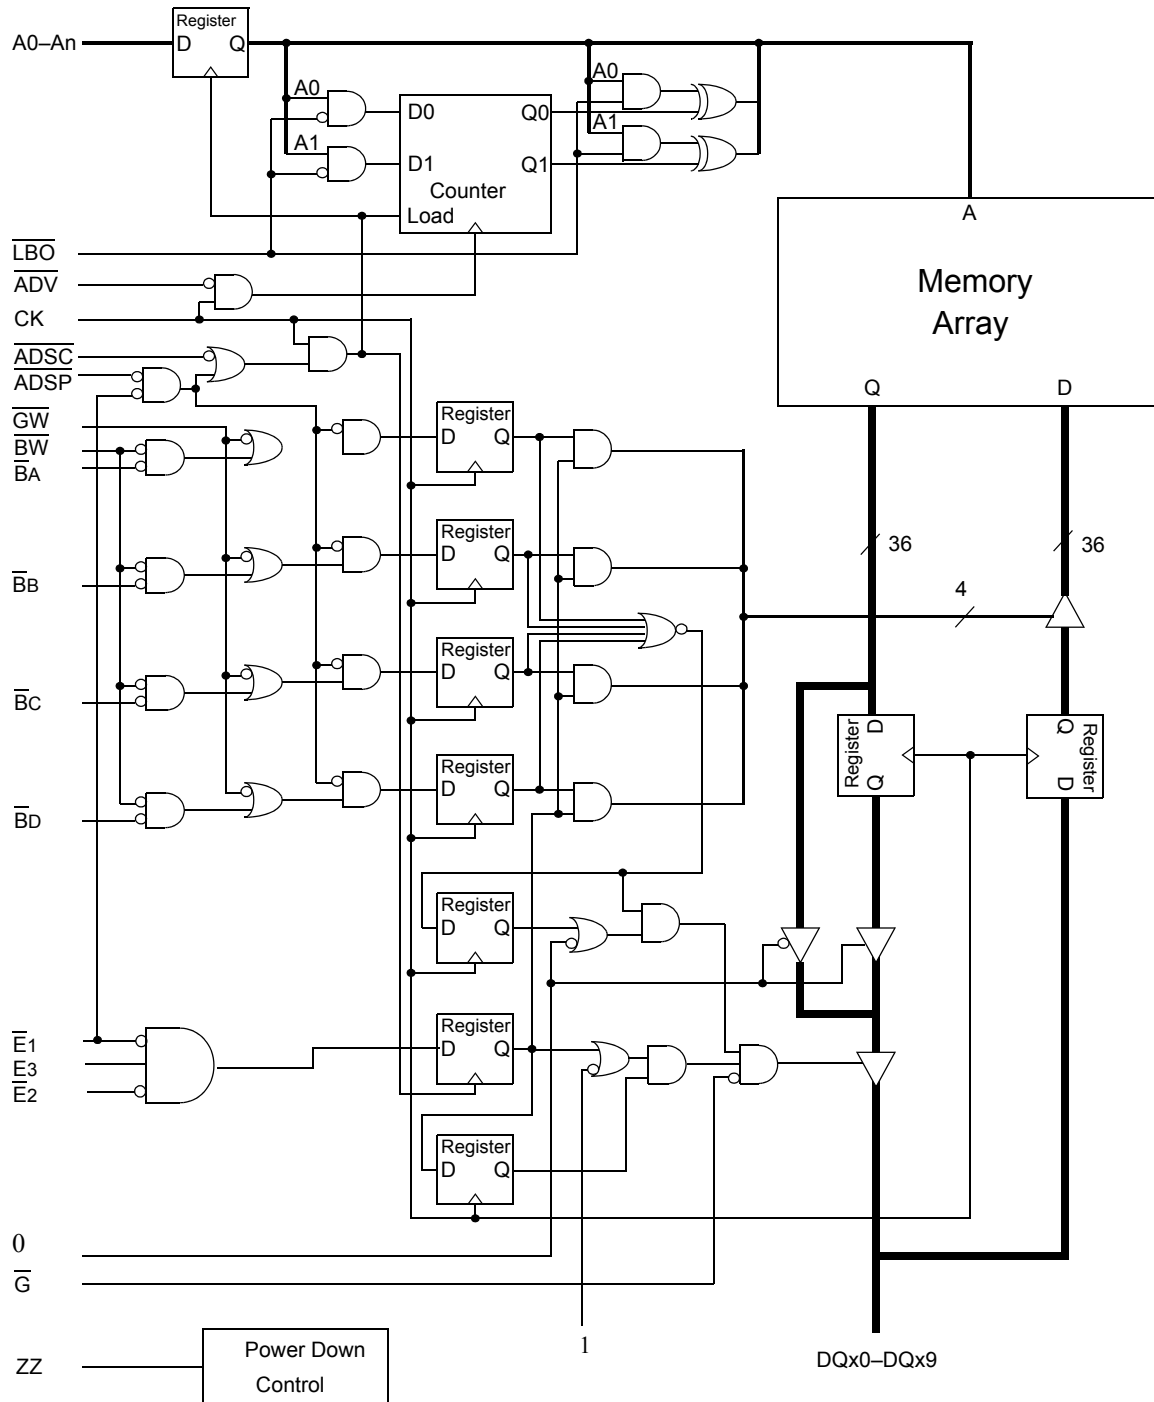 Register
A0–An
D Q
A0
A0
D0 Q0
A1
A1
D1 Q1
Counter
Load
A
LBO
ADV
Memory
CK
Array
ADSC
ADSP
Q D
GW
Register
BW
D Q
BA
Register
36
36
D Q
BB
4
Register
D Q
BC
Register
D
Q
Register
Q
D
Register
D Q
BD
Register
D Q
Register
E1
D Q
E3
E2
Register
D Q
0
G
1
Power Down
ZZ
Control
DQx0–DQx9